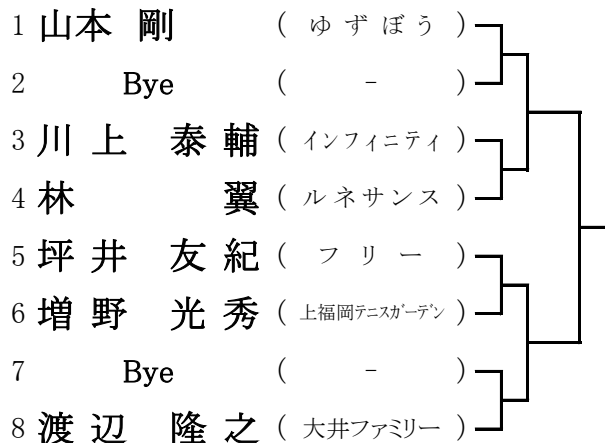 1 山本 剛 ( ゆずぼう )
2 Bye ( - )
3 川上 泰輔 ( インフィニティ )
4 林 翼 ( ルネサンス )
5 坪井 友紀 ( フリー )
6 増野 光秀 ( 上福岡テニスガーデン )
7 Bye ( - )
8 渡辺 隆之 ( 大井ファミリー )